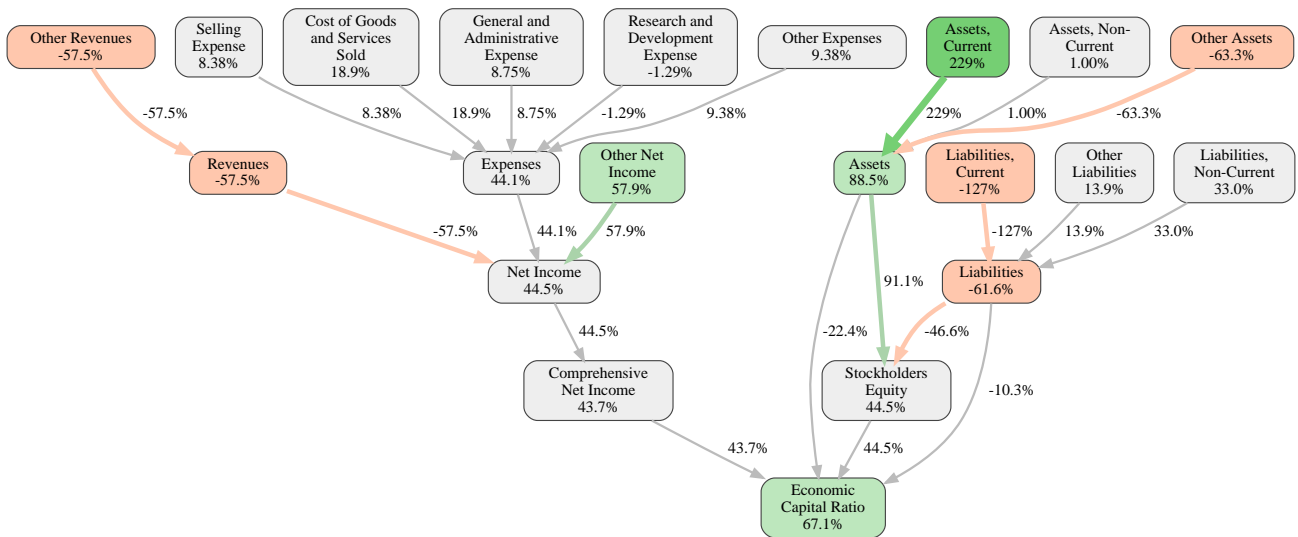 Other Revenues
-57.5%
Selling
Expense
8.38%
Cost of Goods
and Services
Sold
18.9%
General and
Administrative
Expense
8.75%
Research and
Development
Expense
-1.29%
Other Expenses
9.38%
Assets,
Current
229%
Assets, Non-
Current
1.00%
Other Assets
-63.3%
-57.5%
8.38%
18.9%
8.75%
-1.29%
9.38%
229%
1.00%
-63.3%
Revenues
-57.5%
Expenses
44.1%
Other Net
Income
57.9%
Assets
88.5%
Liabilities,
Current
-127%
Other
Liabilities
13.9%
Liabilities,
Non-Current
33.0%
-57.5%
44.1%
57.9%
-127%
13.9%
33.0%
Net Income
44.5%
91.1%
Liabilities
-61.6%
44.5%
-22.4%
-46.6%
Comprehensive
Net Income
43.7%
Stockholders
Equity
44.5%
-10.3%
43.7%
44.5%
Economic
Capital Ratio
67.1%